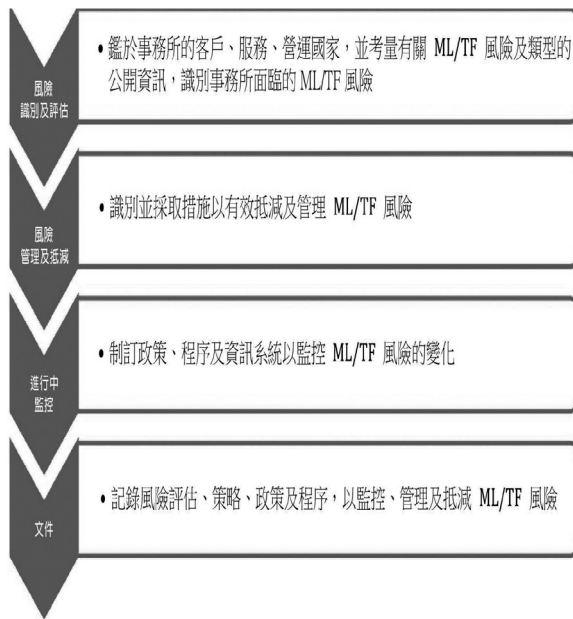 風險
識別及評估
• 鑑於事務所的客戶、服務、營運國家，並考量有關 ML/TF 風險及類型的
公開資訊，識別事務所面臨的 ML/TF 風險
風險
管理及抵減
• 識別並採取措施以有效抵減及管理 ML/TF 風險
進行中
監控
• 制訂政策、程序及資訊系統以監控 ML/TF 風險的變化
文件
• 記錄風險評估、策略、政策及程序，以監控、管理及抵減 ML/TF 風險